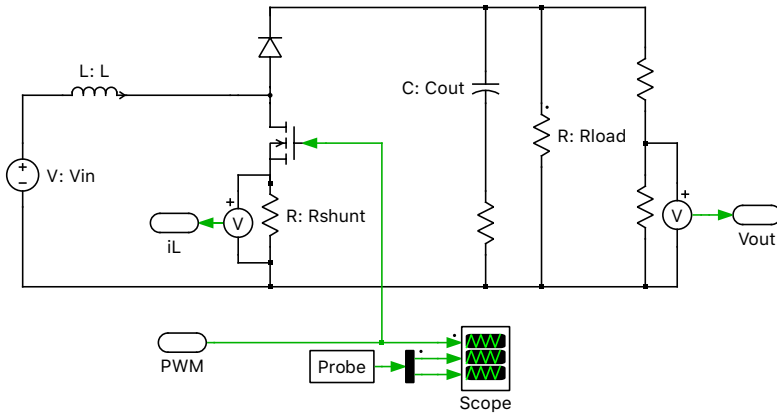 L: L
C: Cout
R: Rload
V: Vin
+
−
R: Rshunt
+
V
iL
+
V
Vout
PWM
Probe
Scope